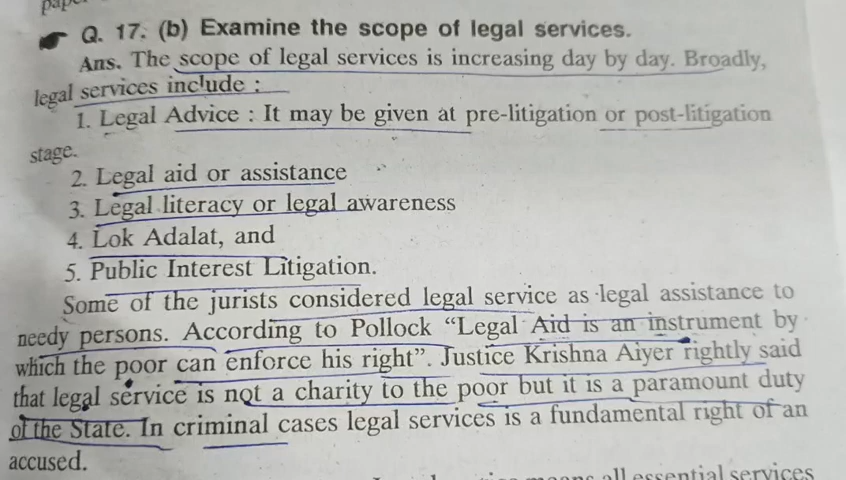 Q. 17. (b) Examine the scope of legal services.
Ans. The scope of legal services is increasing day by day. Broadly,
legal services include :
1. Legal Advice : It may be given at pre-litigation or post-litigation
stage.
2. Legal aid or assistance
3. Legal literacy or legal awareness
4. Lok Adalat, and
5. Public Interest Litigation.
Some of the jurists considered legal service as legal assistance to
needy persons. According to Pollock “Legal Aid is an instrument by
which the poor can enforce his right”. Justice Krishna Aiyer rightly said
that legal service is not a charity to the poor but it is a paramount duty
of the State. In criminal cases legal services is a fundamental right of an
accused.
means all essential services